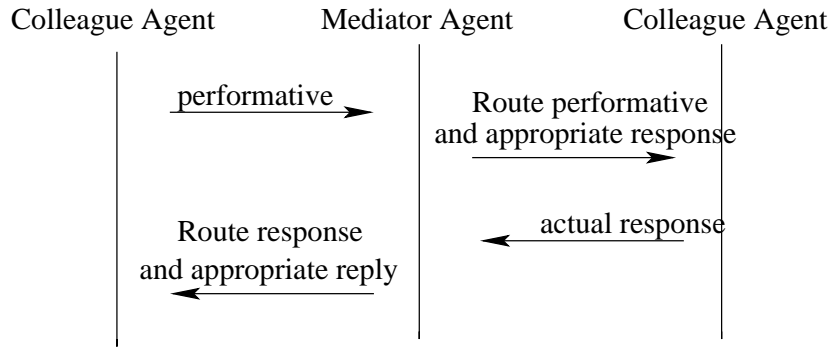 Colleague Agent
Mediator Agent
Colleague Agent
performative
Route performative
and appropriate response
actual response
Route response
and appropriate reply